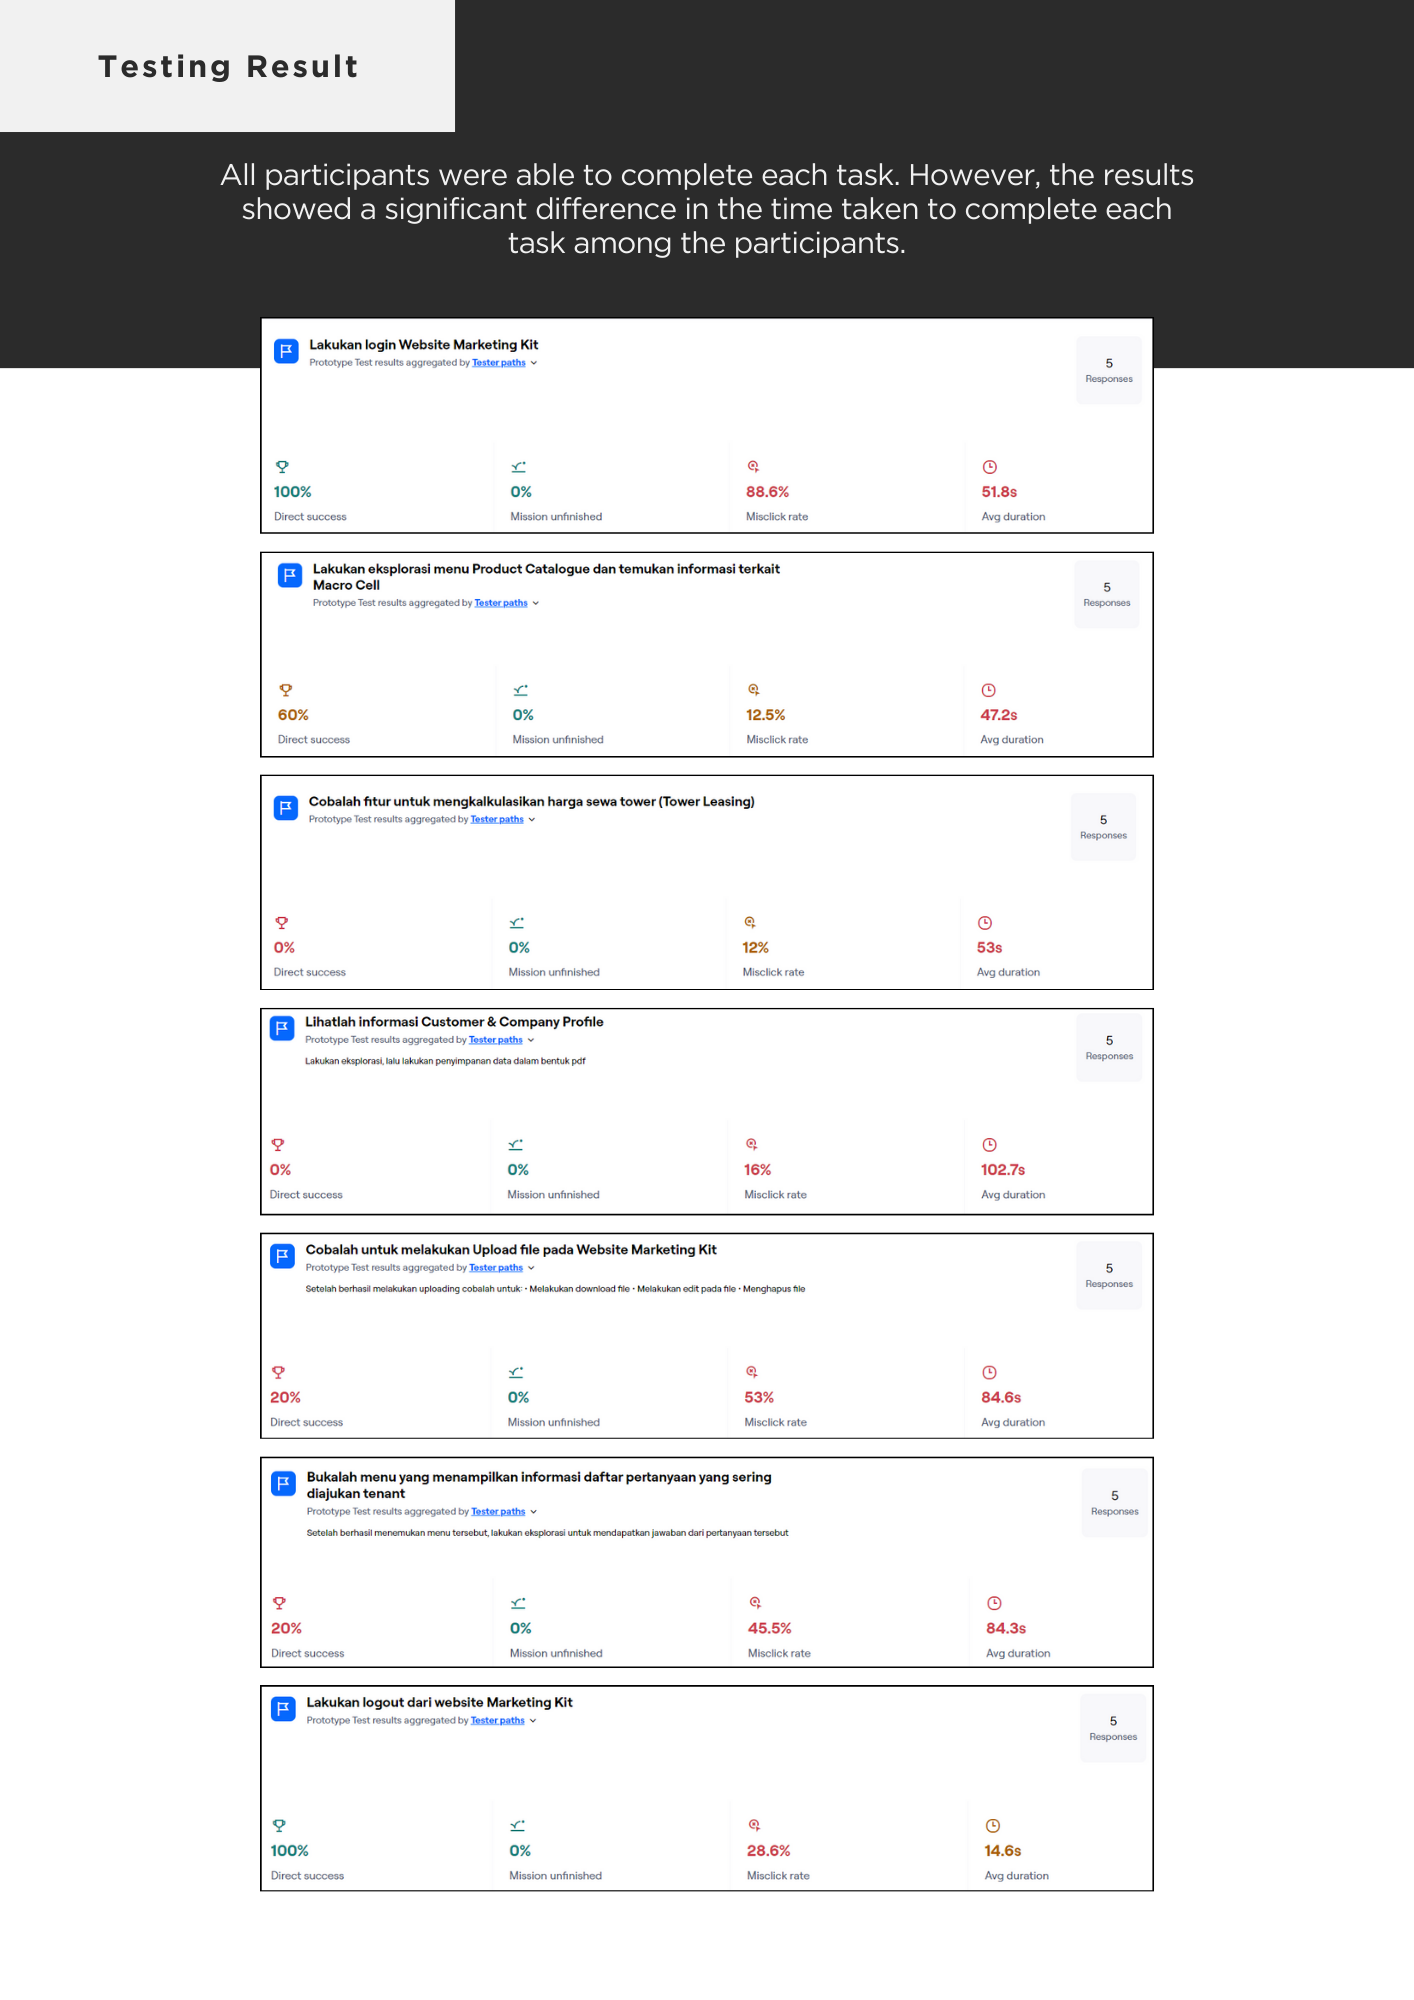 Testing Result
All participants were able to complete each task. However, the results
showed a significant difference in the time taken to complete each
task among the participants.
Lakukan login Website Marketing Kit
Prototype Test results aggregated by Tester paths
5
Responses
100%
0%
88.6%
51.8s
Direct success
Mission unfinished
Misclick rate
Avg duration
Lakukan eksplorasi menu Product Catalogue dan temukan informasi terkait
Macro Cell
Prototype Test results aggregated by Tester paths
5
Responses
60%
0%
12.5%
47.2s
Direct success
Mission unfinished
Misclick rate
Avg duration
Cobalah fitur untuk mengkalkulasikan harga sewa tower (Tower Leasing)
Prototype Test results aggregated by Tester paths
5
Responses
0%
0%
12%
53s
Direct success
Mission unfinished
Misclick rate
Avg duration
Lihatlah informasi Customer & Company Profile
Prototype Test results aggregated by Tester paths
Lakukan eksplorasi, lalu lakukan penyimpanan data dalam bentuk pdf
5
Responses
0%
0%
16%
102.7s
Direct success
Mission unfinished
Misclick rate
Avg duration
Cobalah untuk melakukan Upload file pada Website Marketing Kit
Prototype Test results aggregated by Tester paths
Setelah berhasil melakukan uploading cobalah untuk: • Melakukan download file • Melakukan edit pada file • Menghapus file
5
Responses
20%
0%
53%
84.6s
Direct success
Mission unfinished
Misclick rate
Avg duration
Bukalah menu yang menampilkan informasi daftar pertanyaan yang sering
diajukan tenant
Prototype Test results aggregated by Tester paths
Setelah berhasil menemukan menu tersebut, lakukan eksplorasi untuk mendapatkan jawaban dari pertanyaan tersebut
5
Responses
20%
0%
45.5%
84.3s
Direct success
Mission unfinished
Misclick rate
Avg duration
Lakukan logout dari website Marketing Kit
Prototype Test results aggregated by Tester paths
5
Responses
100%
0%
28.6%
14.6s
Direct success
Mission unfinished
Misclick rate
Avg duration